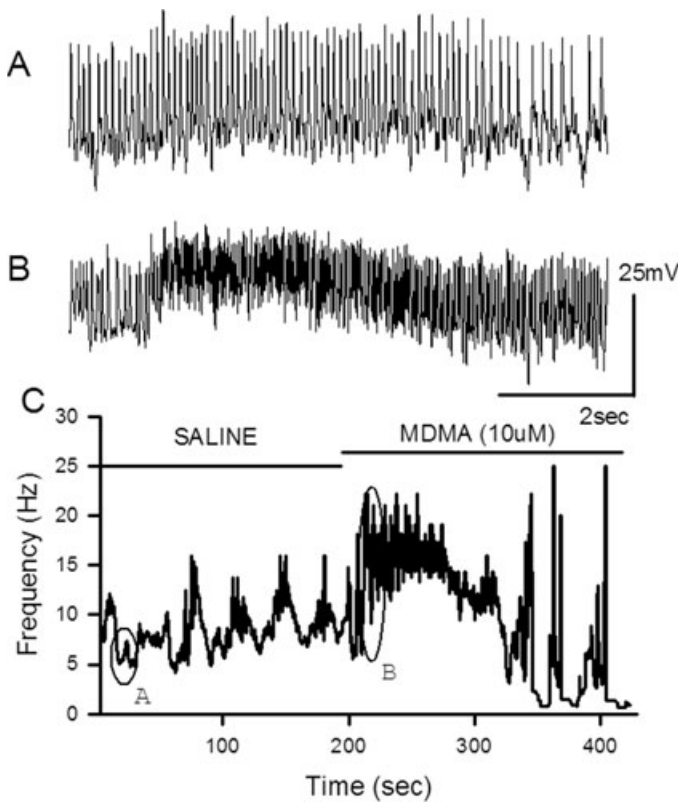 A
B
25mV
2sec
C
SALINE
MDMA (10uM)
Frequency (Hz)
30
25
20
15
10
5
0
A
B
100
200
300
400
Time (sec)